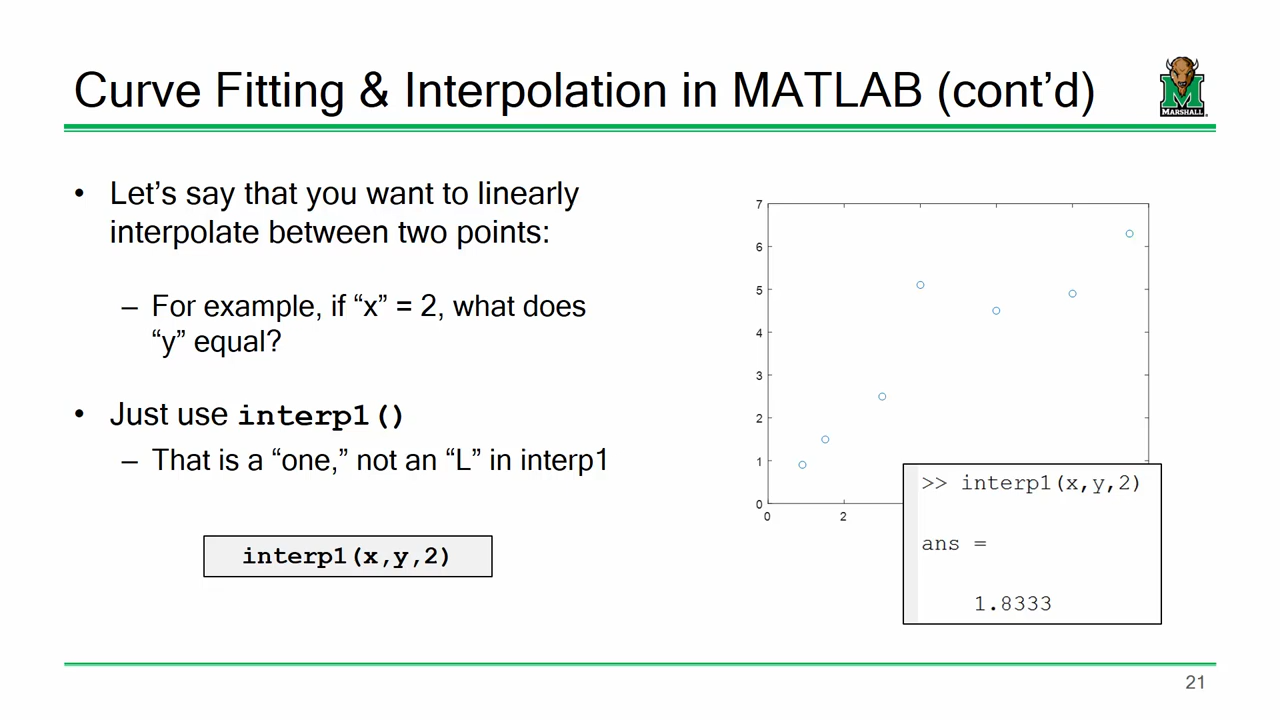 Curve Fitting & Interpolation in MATLAB (cont’d)
MARSHALL
• Let’s say that you want to linearly
interpolate between two points:
– For example, if “x” = 2, what does
“y” equal?
• Just use interp1()
– That is a “one,” not an “L” in interp1
interp1(x,y,2)
7
6
5
4
3
2
1
0
0 2
>> interp1(x,y,2)
ans =
1.8333
21